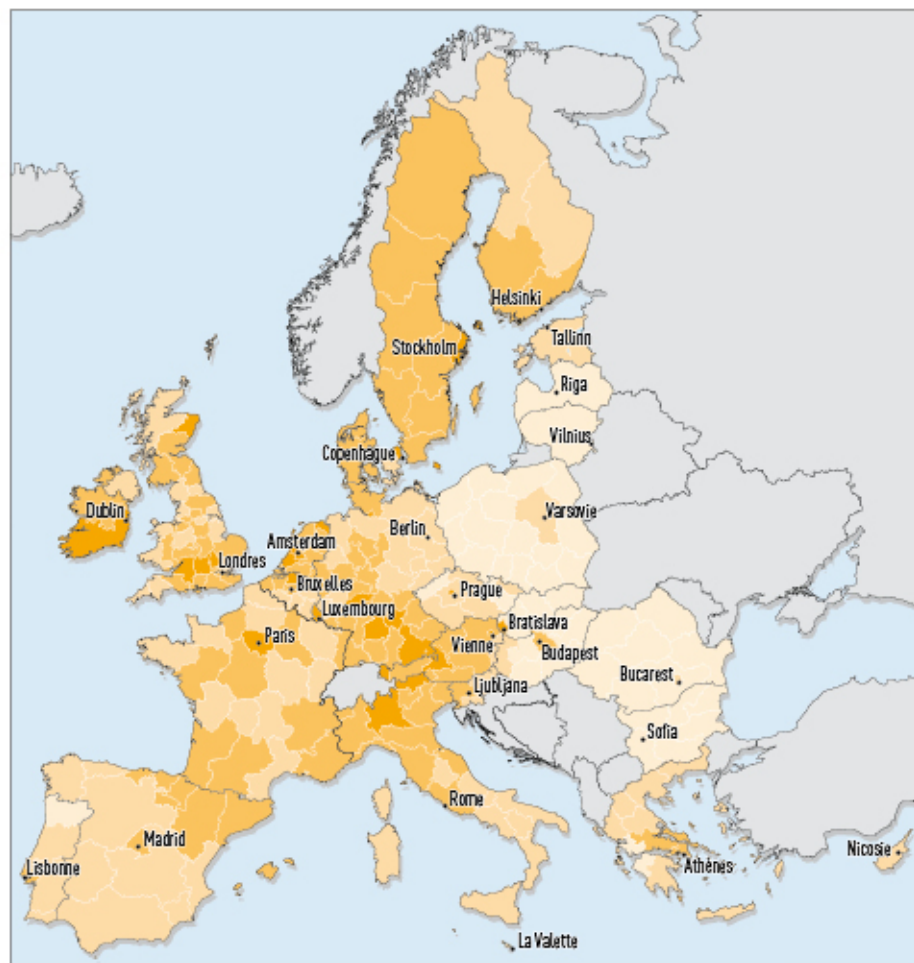 Helsinki
Tallinn
Stockholm
Riga
Vilnius
Copenhague
Dublin
Varsovie
Berlin
Amsterdam
Londres
Bruxelles
Prague
Luxembourg
Paris
Bratislava
Vienne
Budapest
Bucarest
Ljubljana
Sofia
Rome
Madrid
Lisbonne
Athènes
Nicosie
La Valette